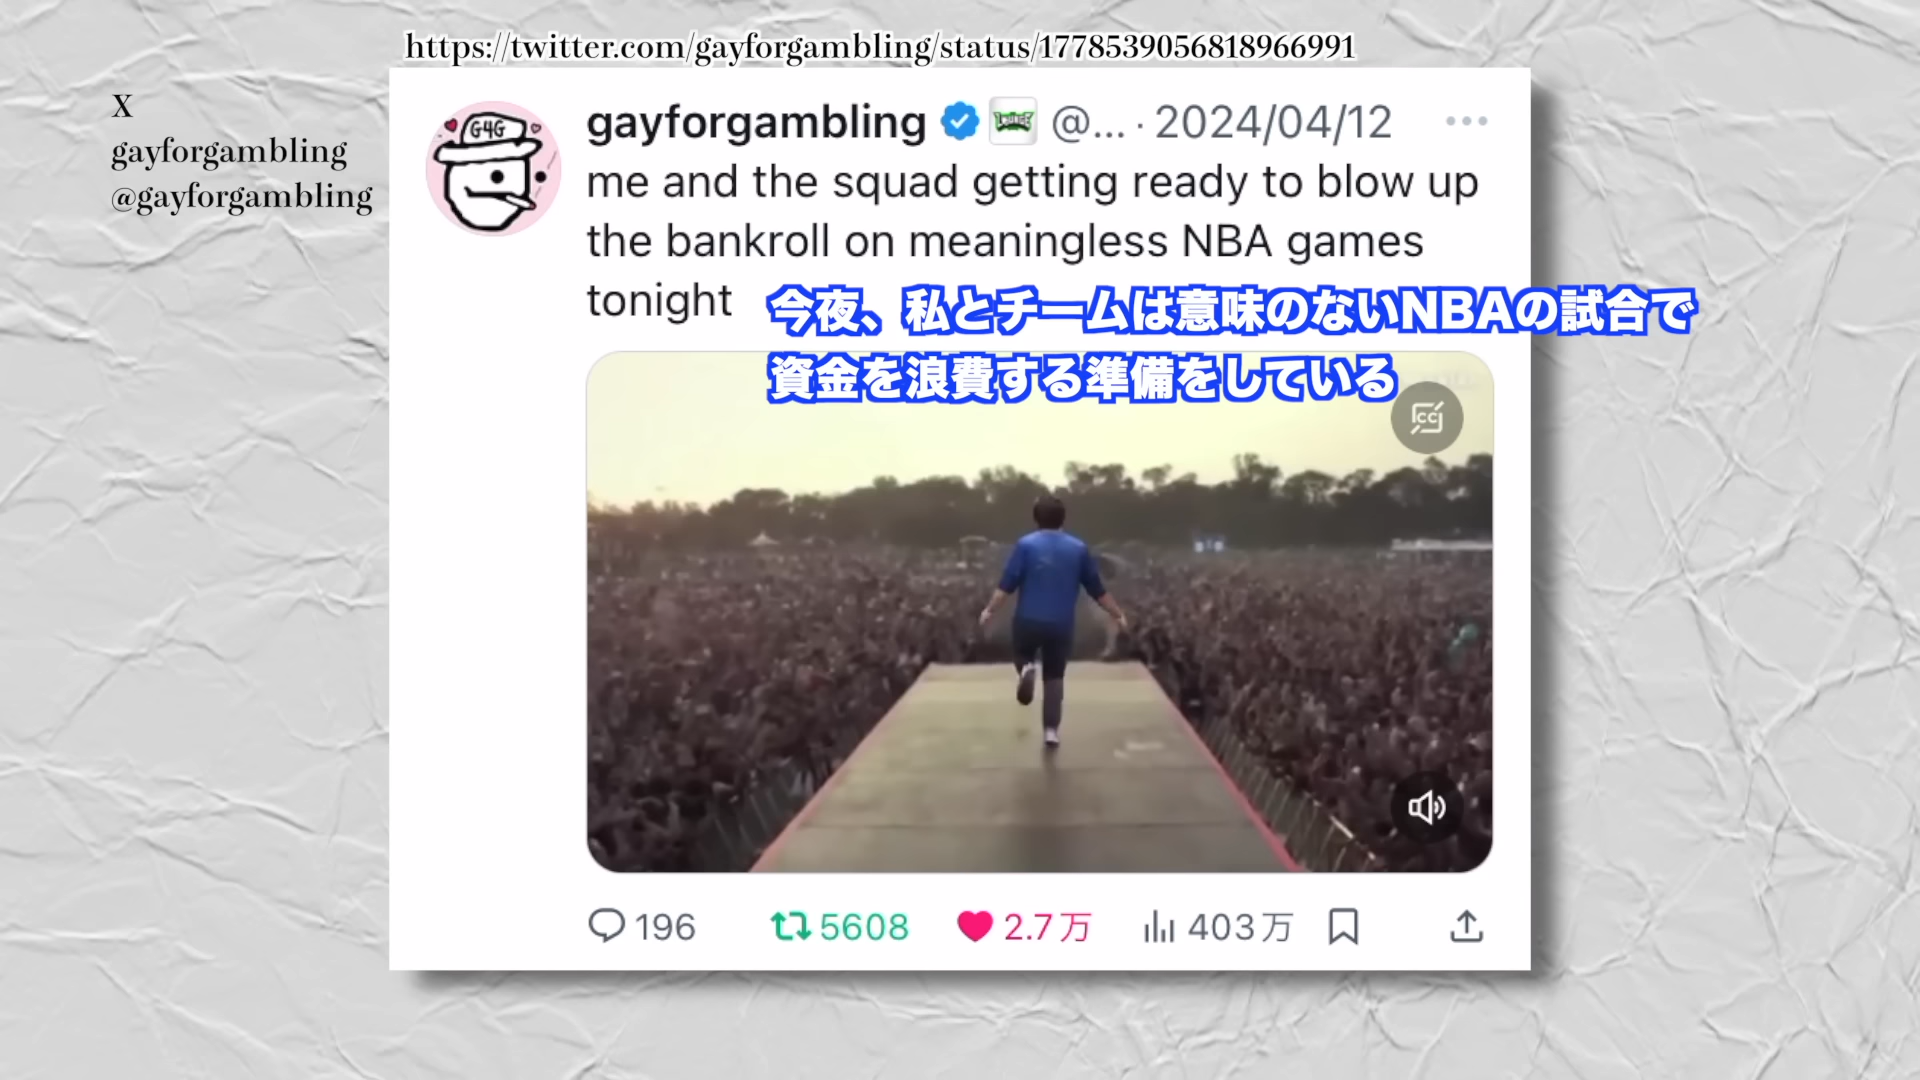 https://twitter.com/gayforgambling/status/1778539056818966991
X
gayforgambling
@gayforgambling
G4G
gayforgambling @... · 2024/04/12
me and the squad getting ready to blow up
the bankroll on meaningless NBA games
tonight
今夜、私とチームは意味のないNBAの試合で
資金を浪費する準備をしている
CC
196 5608 2.7万 403万